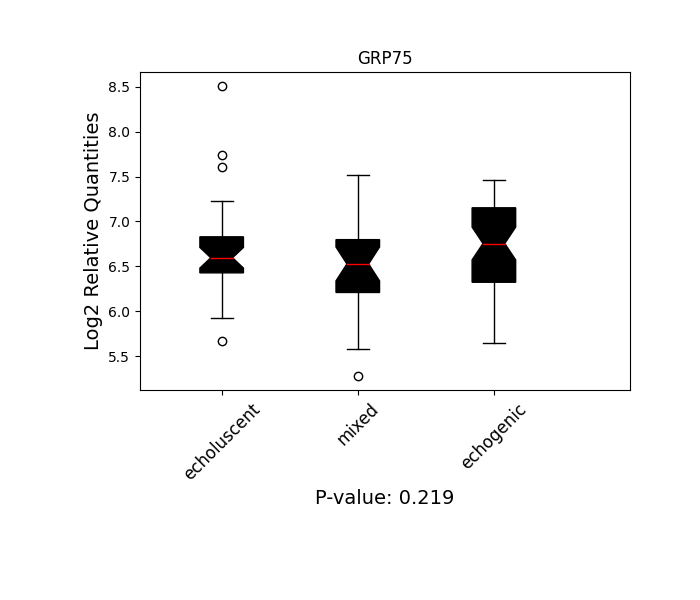 GRP75
Log2 Relative Quantities
8.5
8.0
7.5
7.0
6.5
6.0
5.5
echoluscent
mixed
echogenic
P-value: 0.219